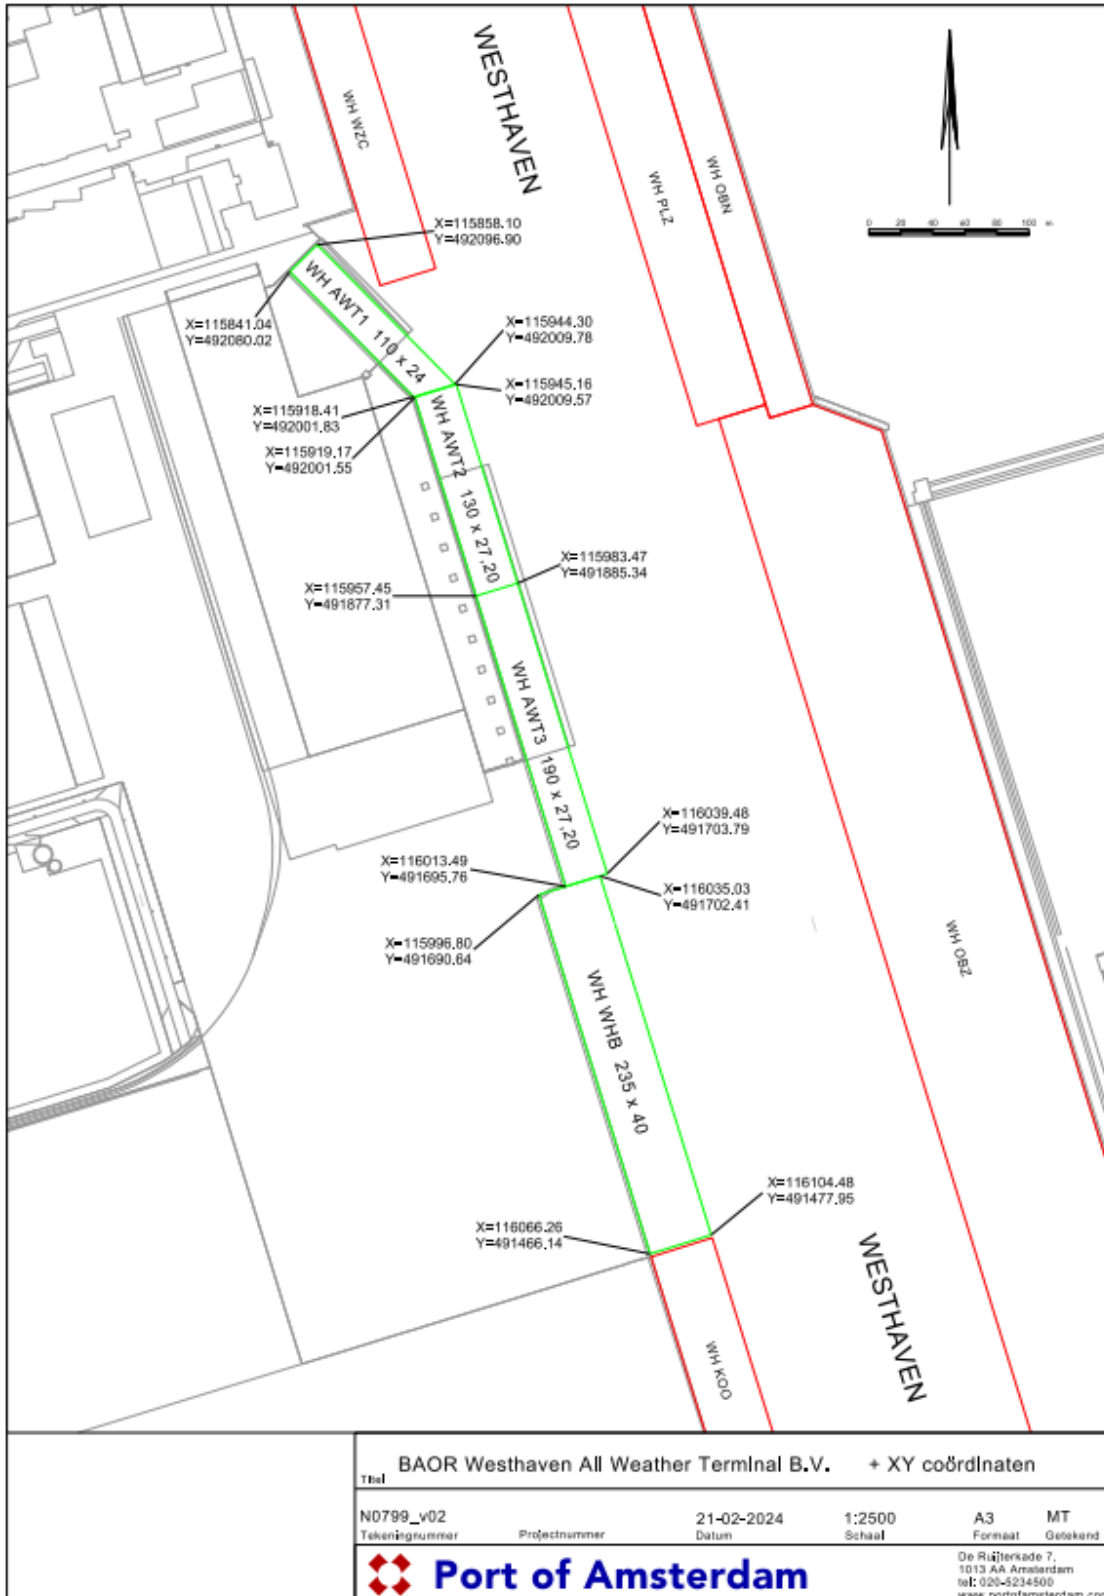 WESTHAVEN
WH WZC
WH PLZ
WH OBN
0 20 40 60 80 100 m
X=115858.10
Y=492096.90
WH AWT1 110 x 24
X=115841.04
Y=492080.02
X=115944.30
Y=492009.78
X=115945.16
Y=492009.57
X=115918.41
Y=492001.83
X=115919.17
Y=492001.55
WH AWT2 130 x 27,20
X=115983.47
Y=491885.34
X=115957.45
Y=491877.31
WH AWT3 190 x 27,20
X=116039.48
Y=491703.79
X=116013.49
Y=491695.76
X=116035.03
Y=491702.41
X=115996.80
Y=491690.64
WH OBZ
WH WHB 235 x 40
X=116104.48
Y=491477.95
X=116066.26
Y=491466.14
WESTHAVEN
WH KOO
Titel BAOR Westhaven All Weather Terminal B.V. + XY coördinaten
N0799_v02 21-02-2024 1:2500 A3 MT
Tekeningnummer Projectnummer Datum Schaal Formaat Getekend
Port of Amsterdam
De Ruijterkade 7,
1013 AA Amsterdam
tel: 020-5234500